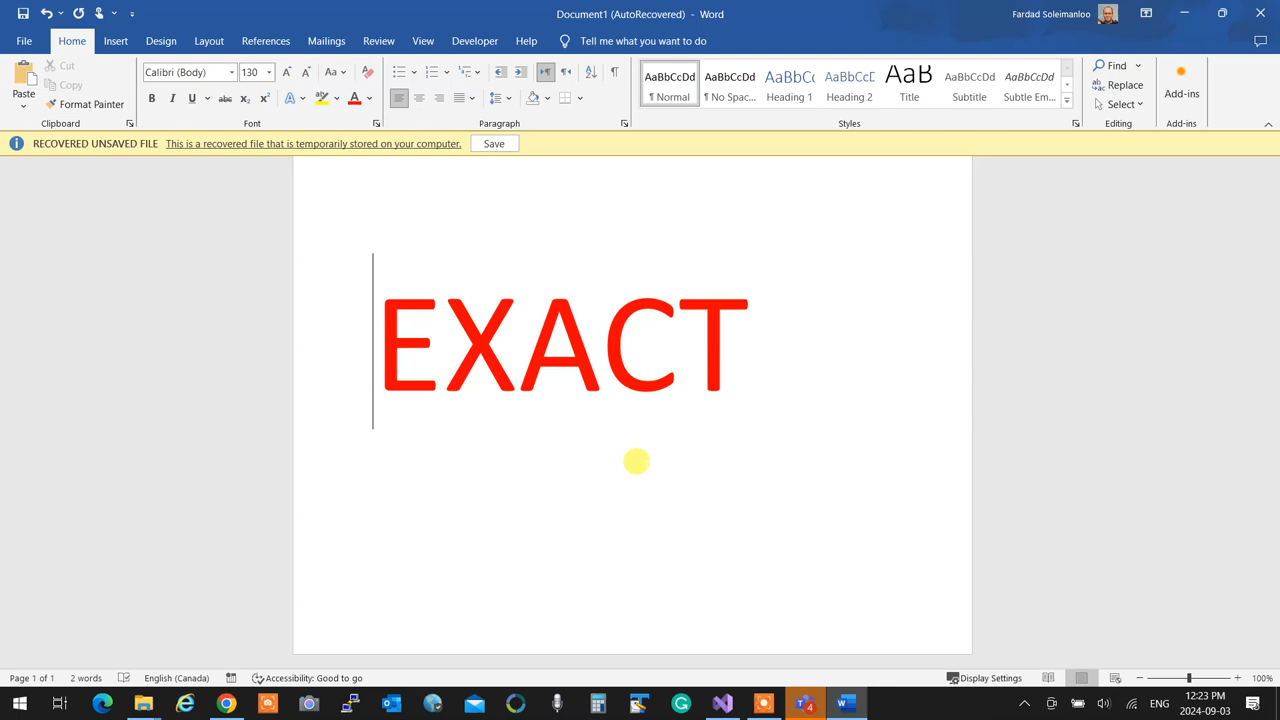 Document1 (AutoRecovered) - Word
Fardad Soleimanloo
File Home Insert Design Layout References Mailings Review View Developer Help Tell me what you want to do
Paste
Cut
Copy
Format Painter
Clipboard
Calibri (Body) 130
Font
Paragraph
AaBbCcDd AaBbCcDd AaBbCc AaBbCcD AaB AaBbCcDd AaBbCcDd
¶ Normal ¶ No Spac... Heading 1 Heading 2 Title Subtitle Subtle Em...
Styles
Find
Replace
Select
Editing
Add-ins
Add-ins
RECOVERED UNSAVED FILE This is a recovered file that is temporarily stored on your computer. Save
EXACT
Page 1 of 1 2 words English (Canada) Accessibility: Good to go Display Settings 100%
ENG 12:23 PM
2024-09-03